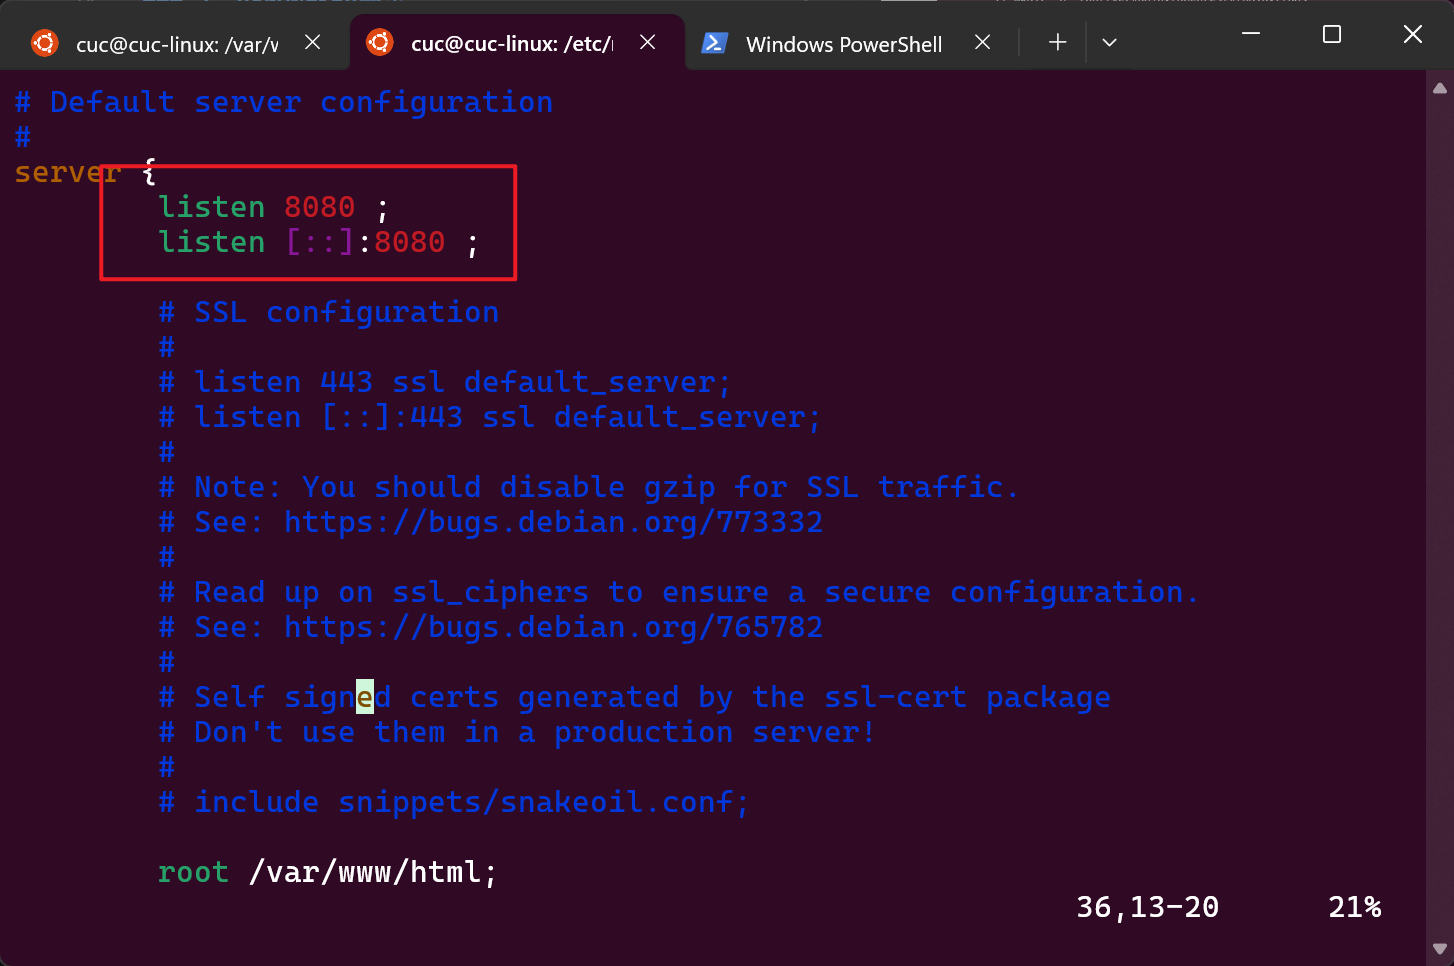 cuc@cuc-linux: /var/w
cuc@cuc-linux: /etc/
Windows PowerShell
# Default server configuration
#
server {
listen 8080 ;
listen [::]:8080 ;
# SSL configuration
#
# listen 443 ssl default_server;
# listen [::]:443 ssl default_server;
#
# Note: You should disable gzip for SSL traffic.
# See: https://bugs.debian.org/773332
#
# Read up on ssl_ciphers to ensure a secure configuration.
# See: https://bugs.debian.org/765782
#
# Self signed certs generated by the ssl-cert package
# Don't use them in a production server!
#
# include snippets/snakeoil.conf;
root /var/www/html;
36,13-20 21%